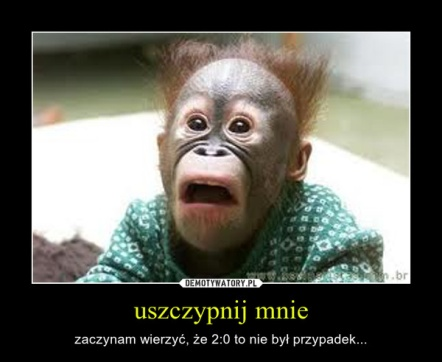 DEMOTYWATORY.PL
uszczypnij mnie
zaczynam wierzyć, że 2:0 to nie był przypadek...